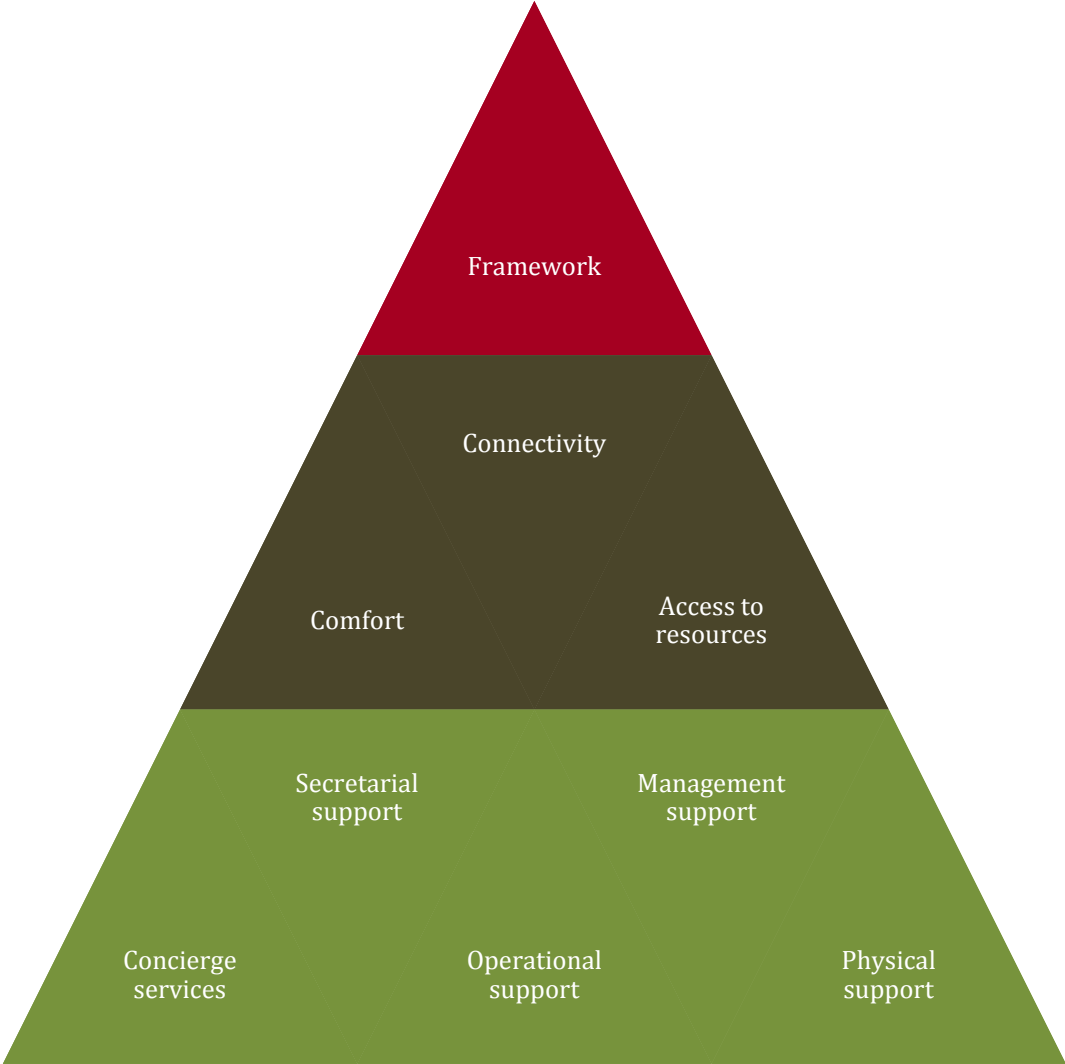 Framework
Connectivity
Comfort
Access to
resources
Secretarial
support
Management
support
Concierge
services
Operational
support
Physical
support